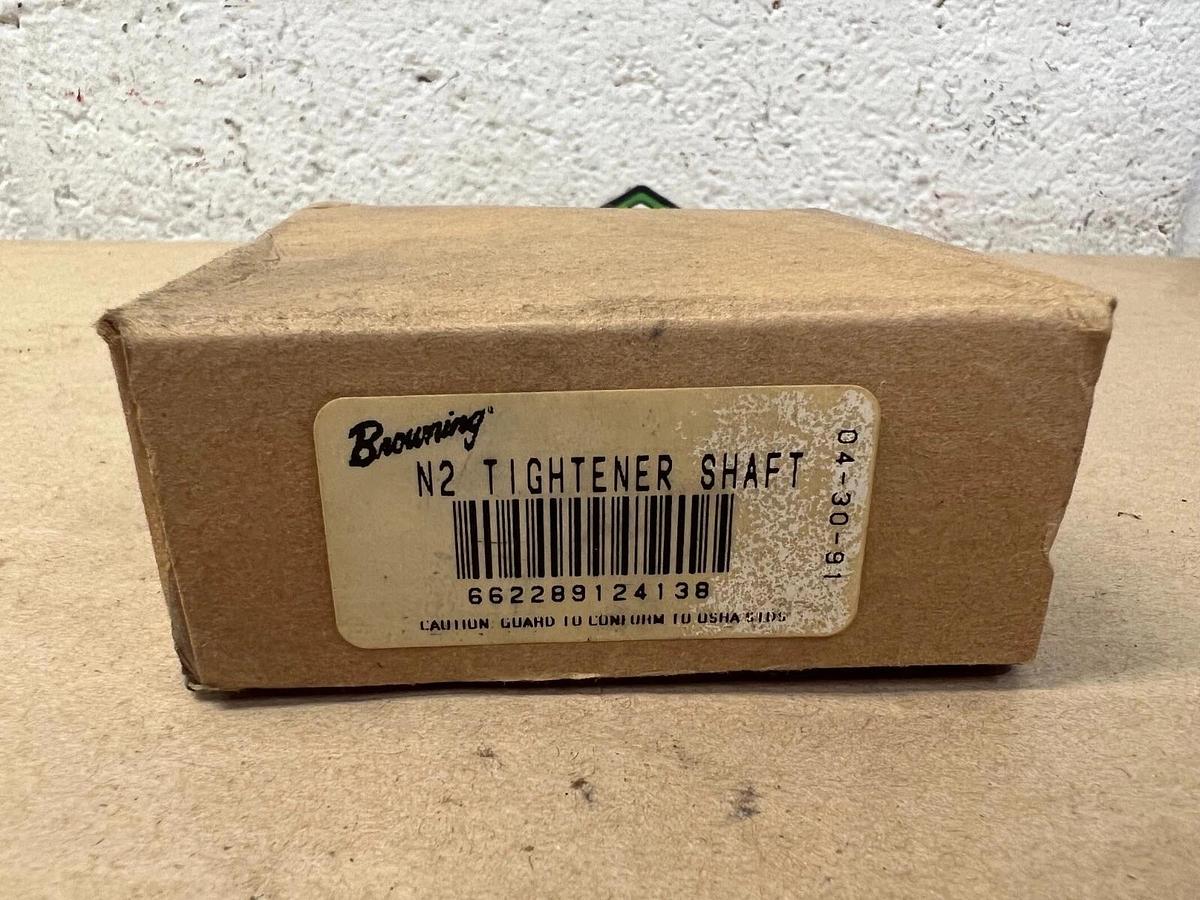 Browning
N2 TIGHTENER SHAFT
662289124138
CAUTION: GUARD TO CONFORM TO OSHA STDS
04-30-91